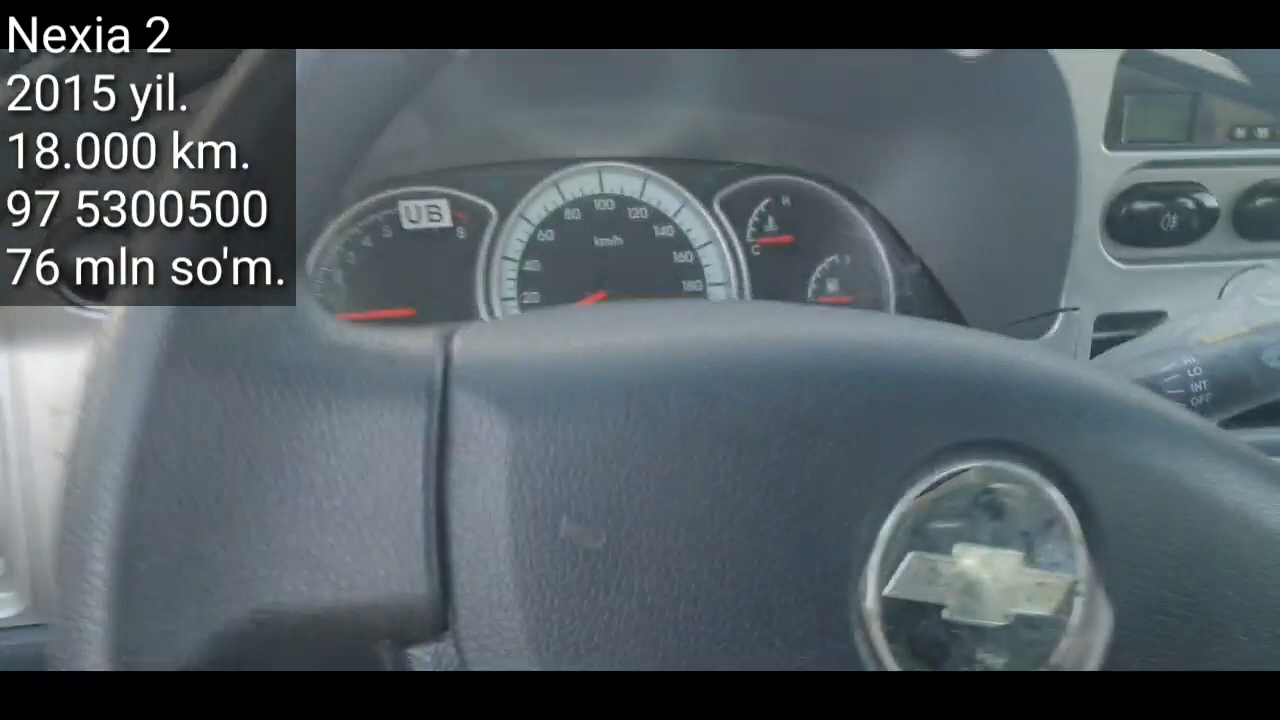 Nexia 2
2015 yil.
18.000 km.
97 5300500
76 mln so'm.
UB
8
20
40
60
80
100
120
140
160
180
km/h
H
C
LO
INT
OFF